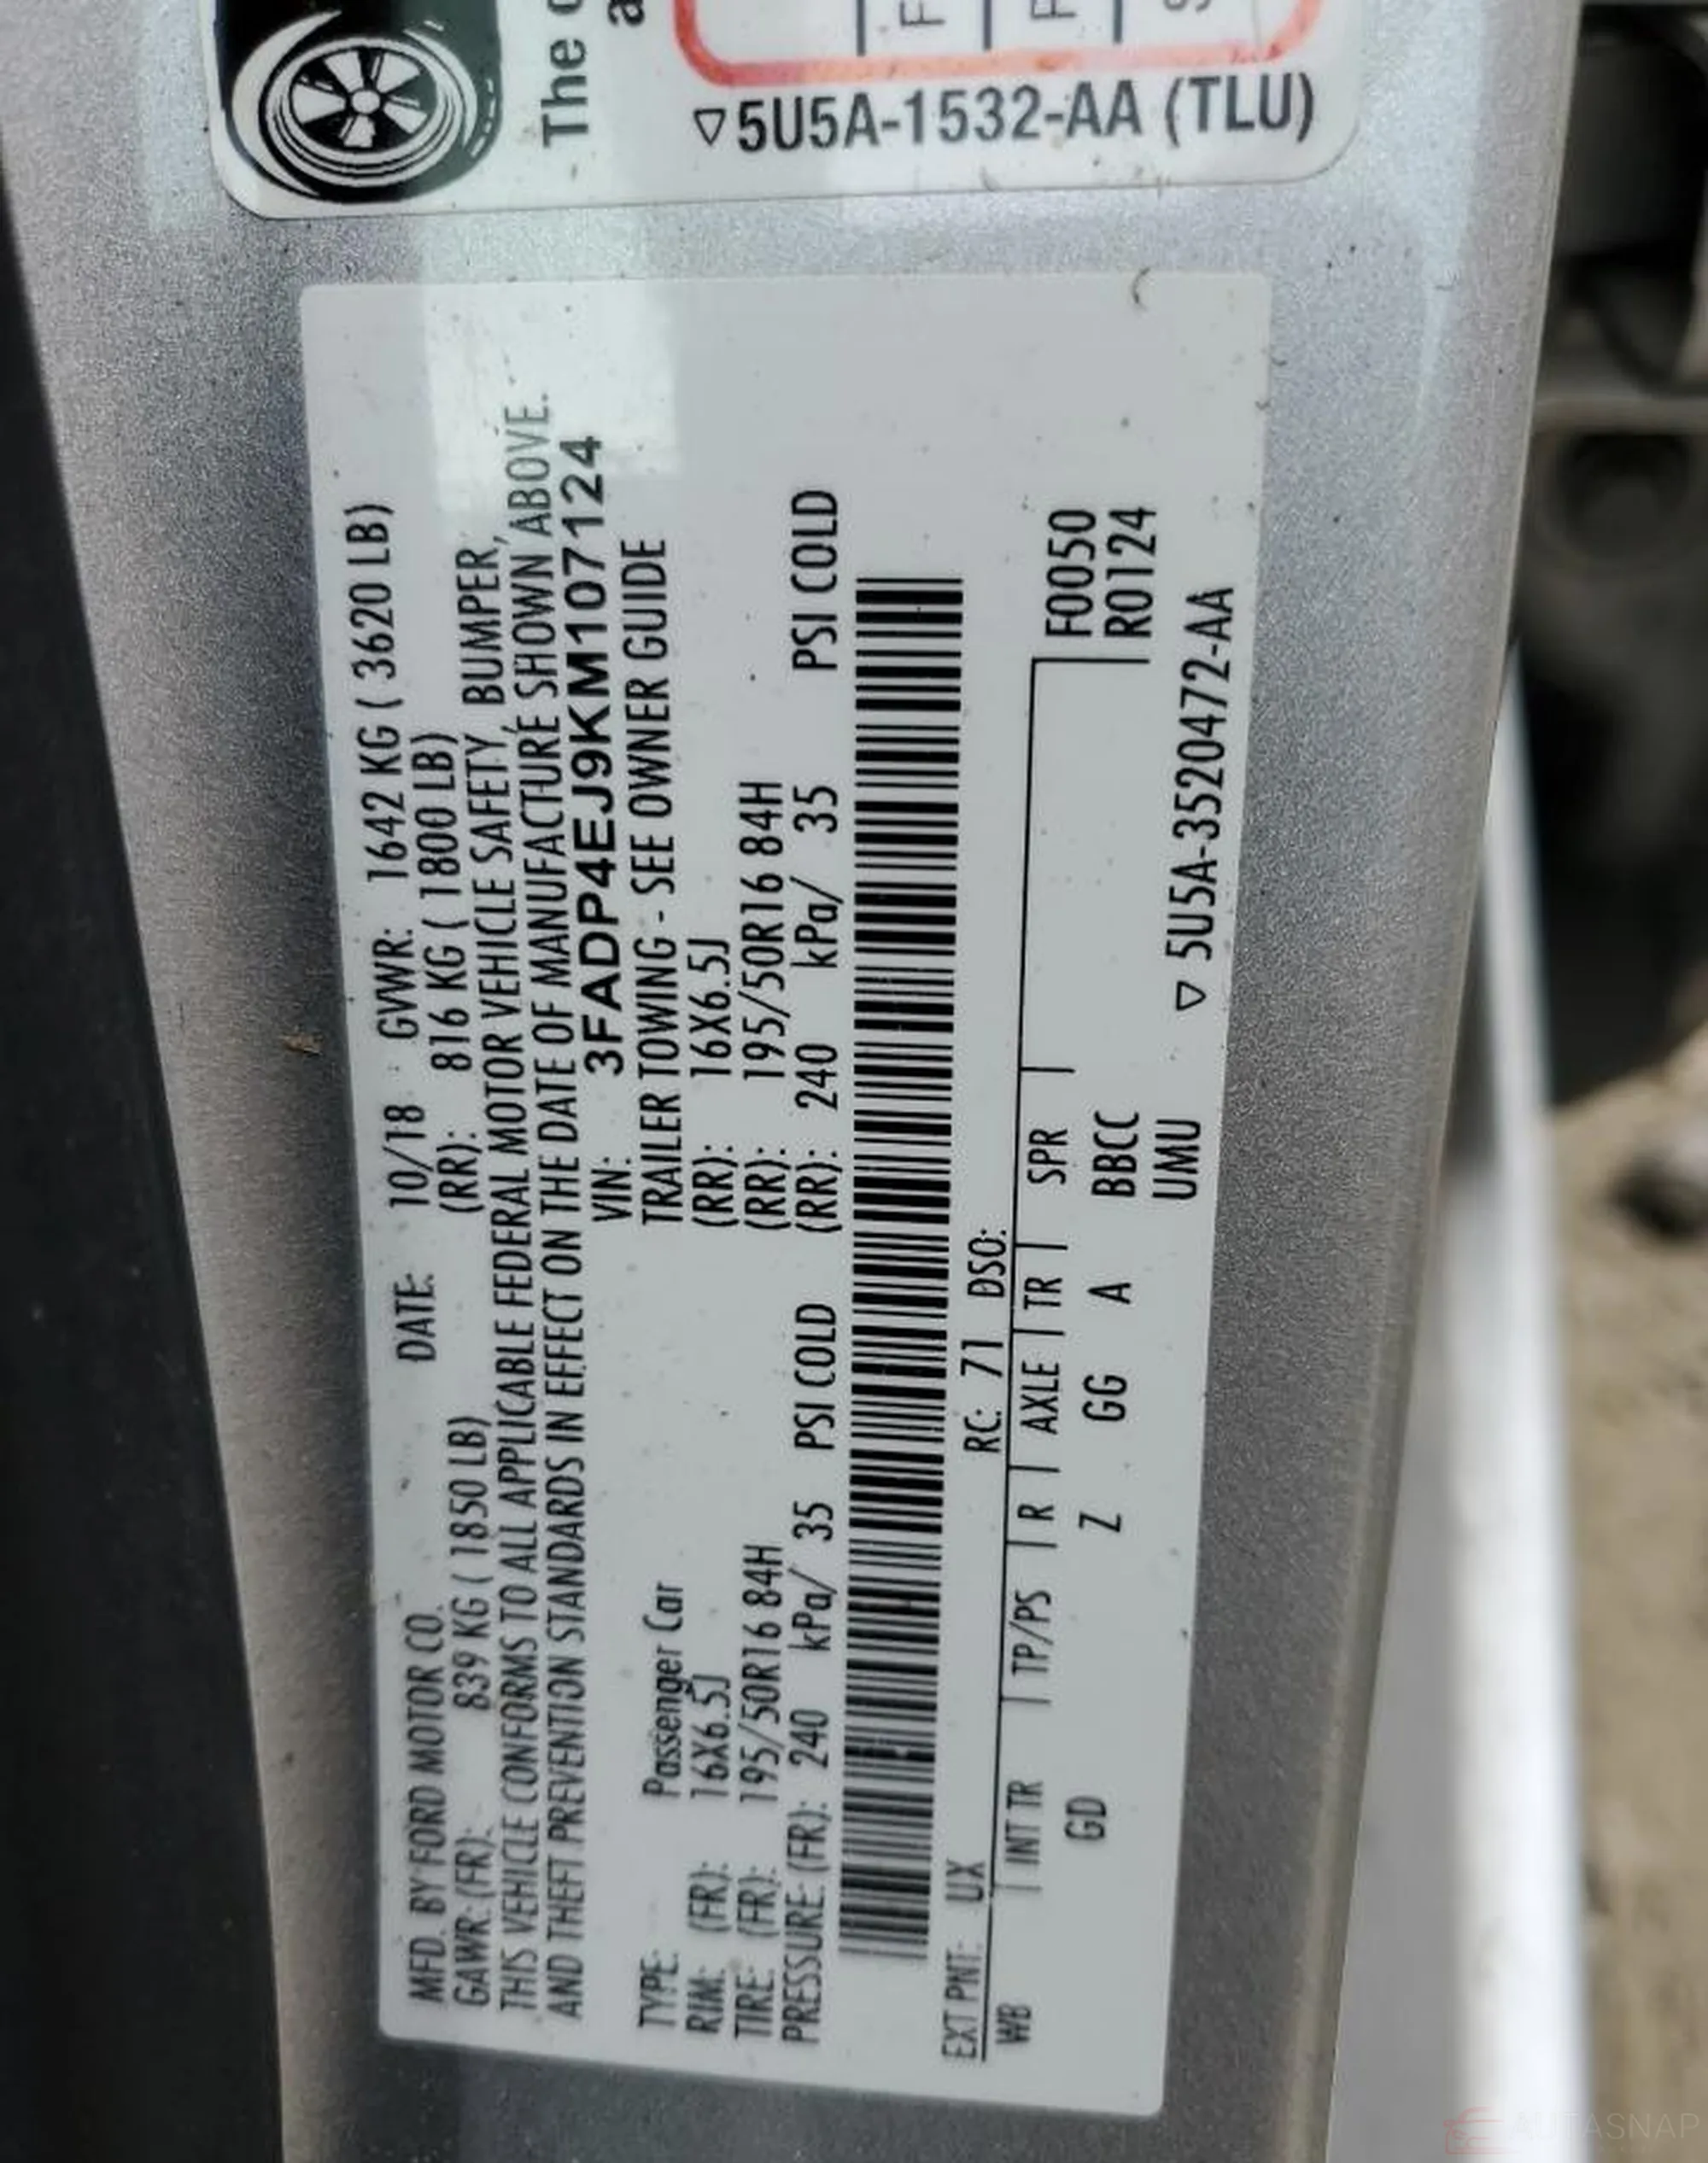 The
▽5U5A-1532-AA (TLU)
MFD. BY FORD MOTOR CO. DATE: 10/18 GVWR: 1642 KG ( 3620 LB)
GAWR: (FR): 839 KG ( 1850 LB) (RR): 816 KG ( 1800 LB)
THIS VEHICLE CONFORMS TO ALL APPLICABLE FEDERAL MOTOR VEHICLE SAFETY, BUMPER,
AND THEFT PREVENTION STANDARDS IN EFFECT ON THE DATE OF MANUFACTURE SHOWN ABOVE.
VIN: 3FADP4EJ9KM107124
TYPE: Passenger Car TRAILER TOWING - SEE OWNER GUIDE
RIM: (FR): 16X6.5J (RR): 16X6.5J
TIRE: (FR): 195/50R16 84H (RR): 195/50R16 84H
PRESSURE: (FR): 240 kPa/ 35 PSI COLD (RR): 240 kPa/ 35 PSI COLD
EXT PNT: UX RC: 71 DSO:
WB INT TR TP/PS R AXLE TR SPR F0050
GD Z GG A BBCC R0124
UMU ▽ 5U5A-3520472-AA